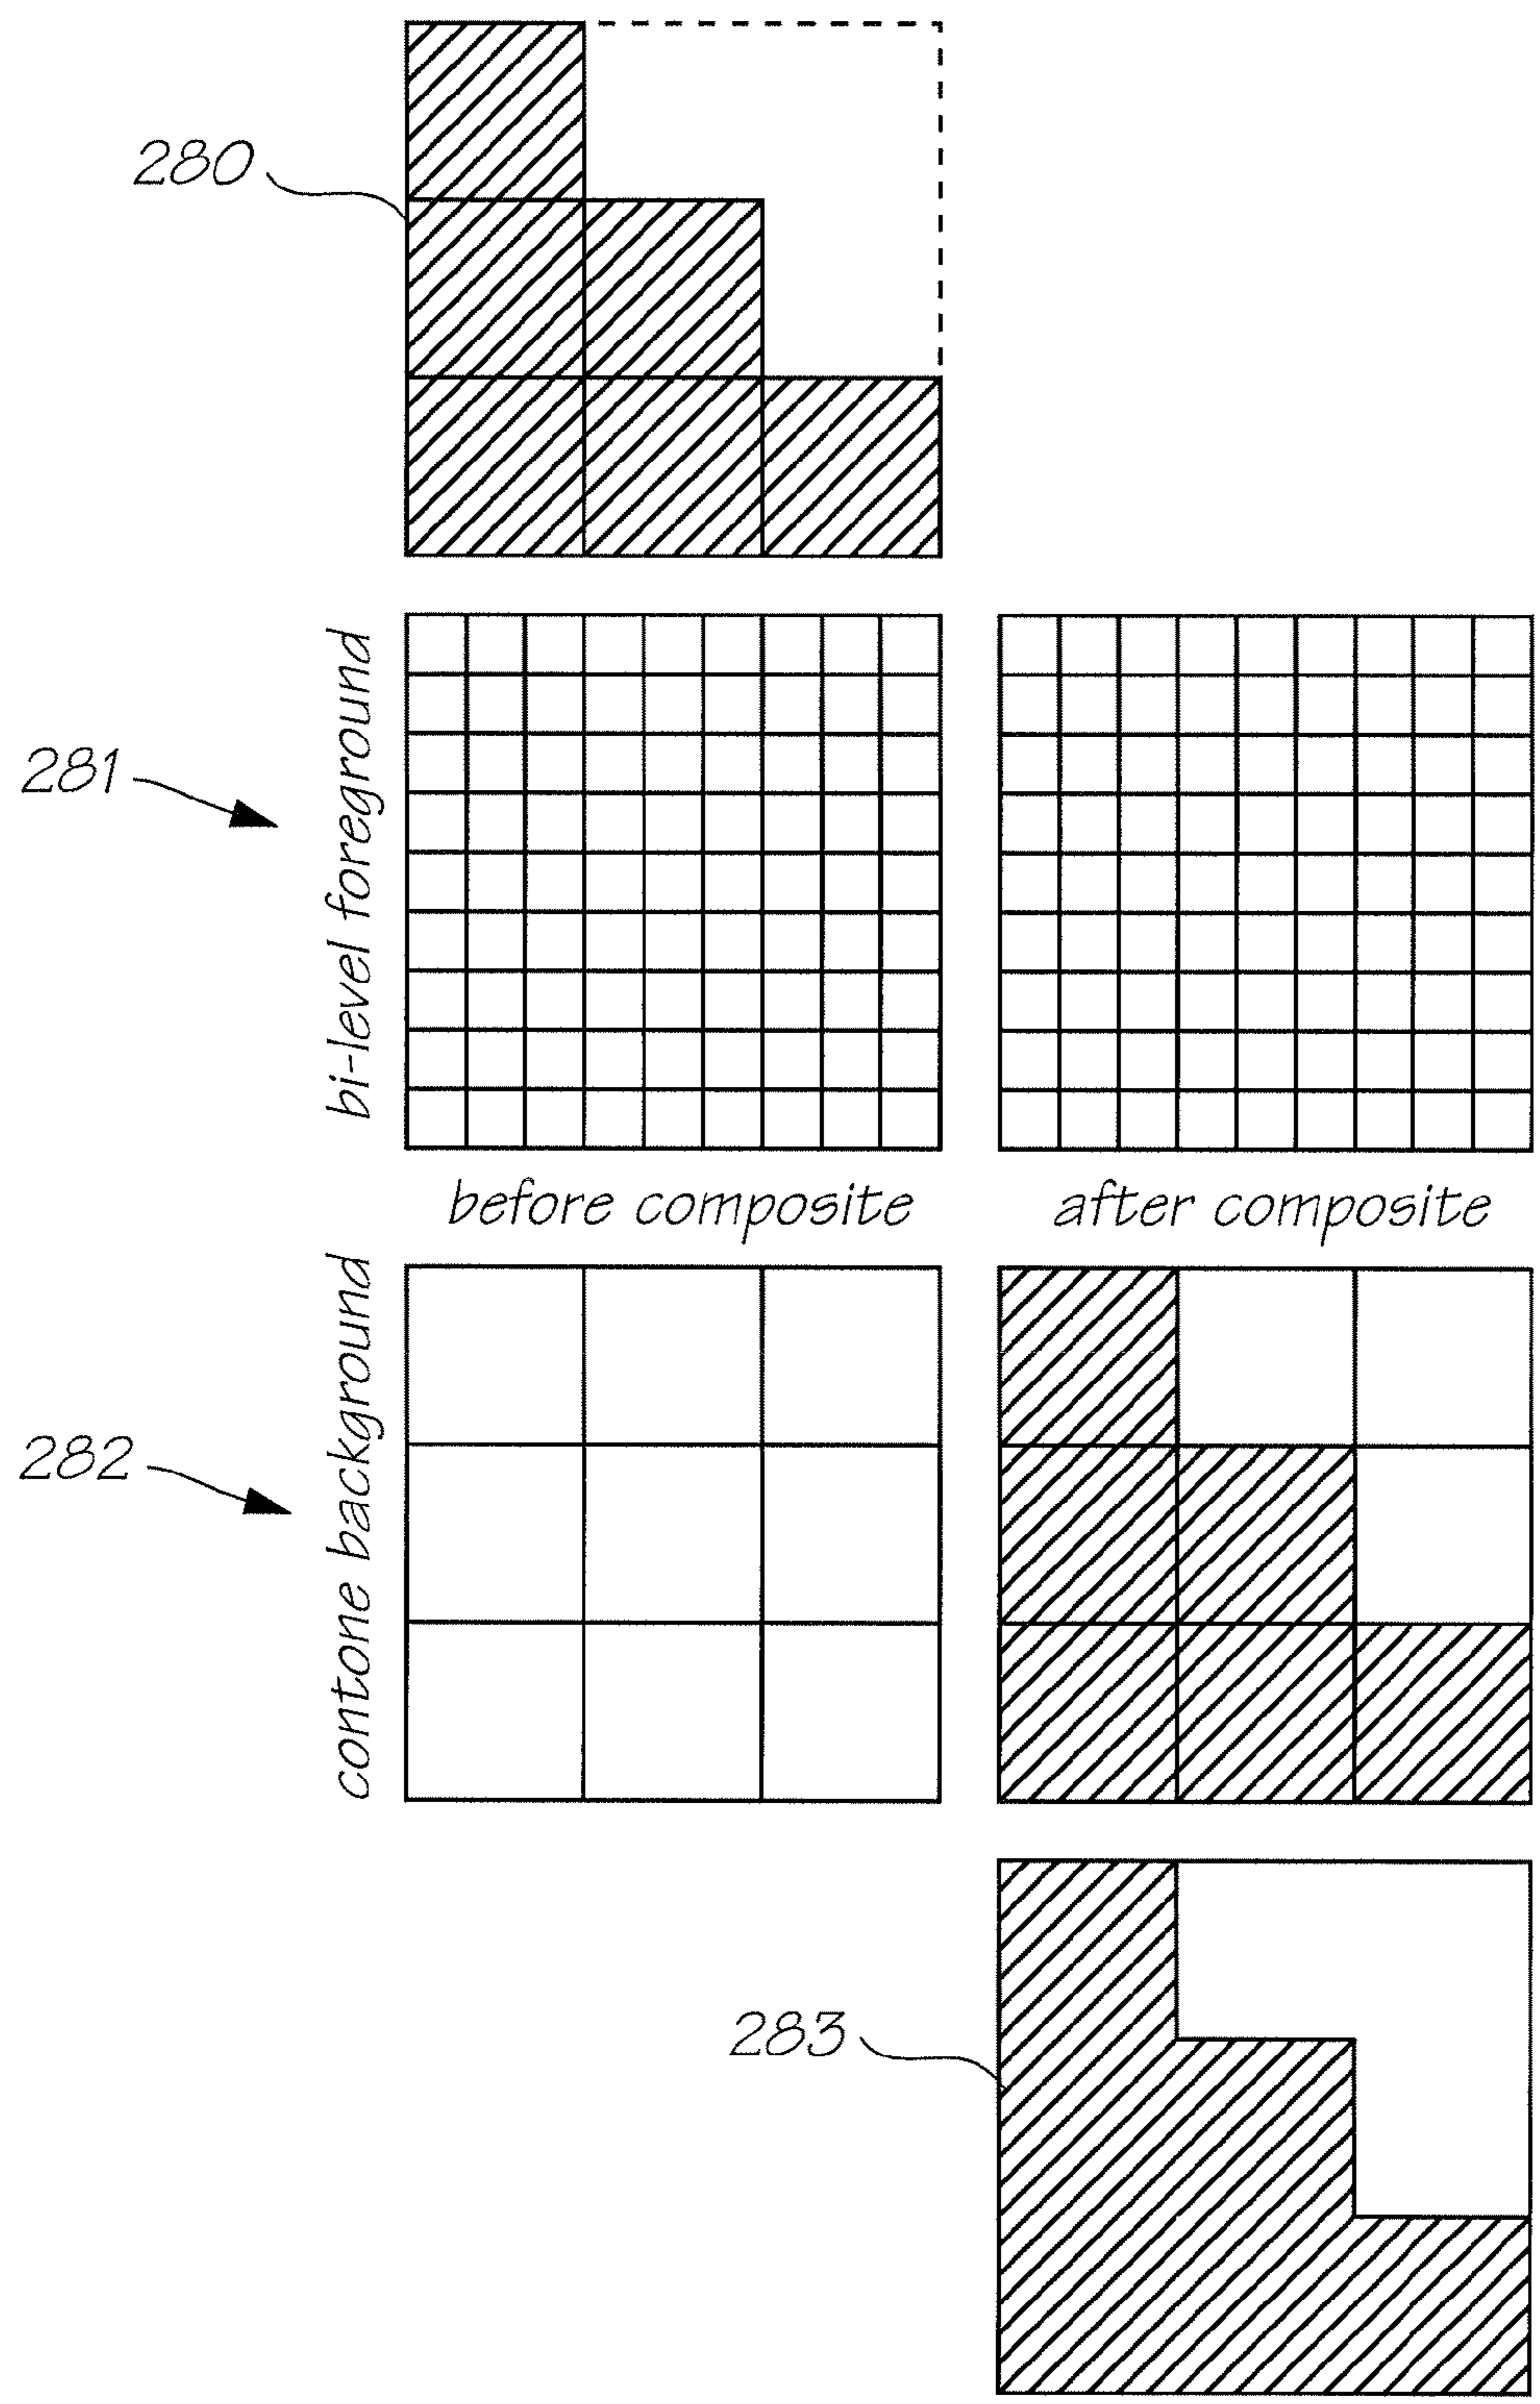 280
281
bi-level foreground
before composite
after composite
282
contone background
283